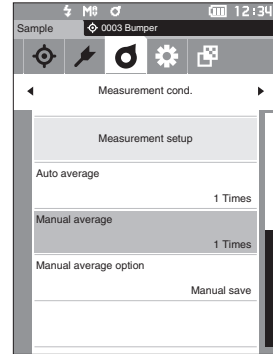 M 12:34
Sample 0003 Bumper
Measurement cond.
Measurement setup
Auto average
1 Times
Manual average
1 Times
Manual average option
Manual save